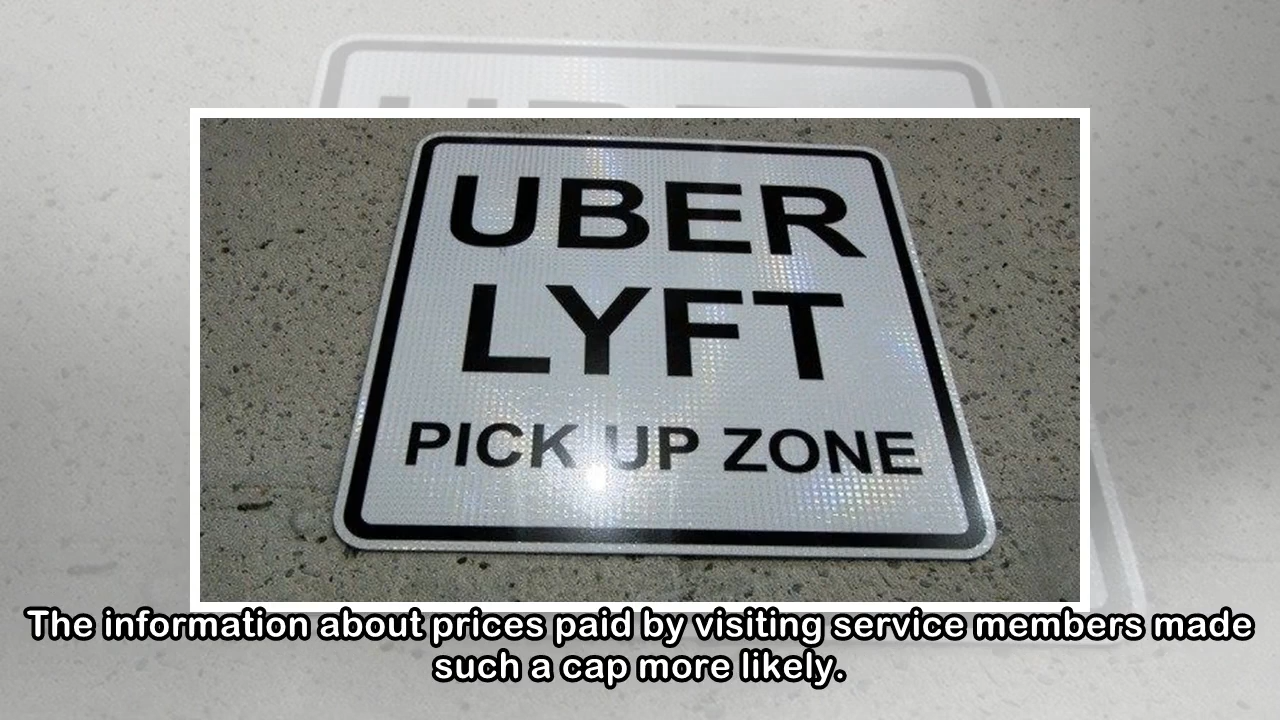 UBER
LYFT
PICK UP ZONE
The information about prices paid by visiting service members made
such a cap more likely.